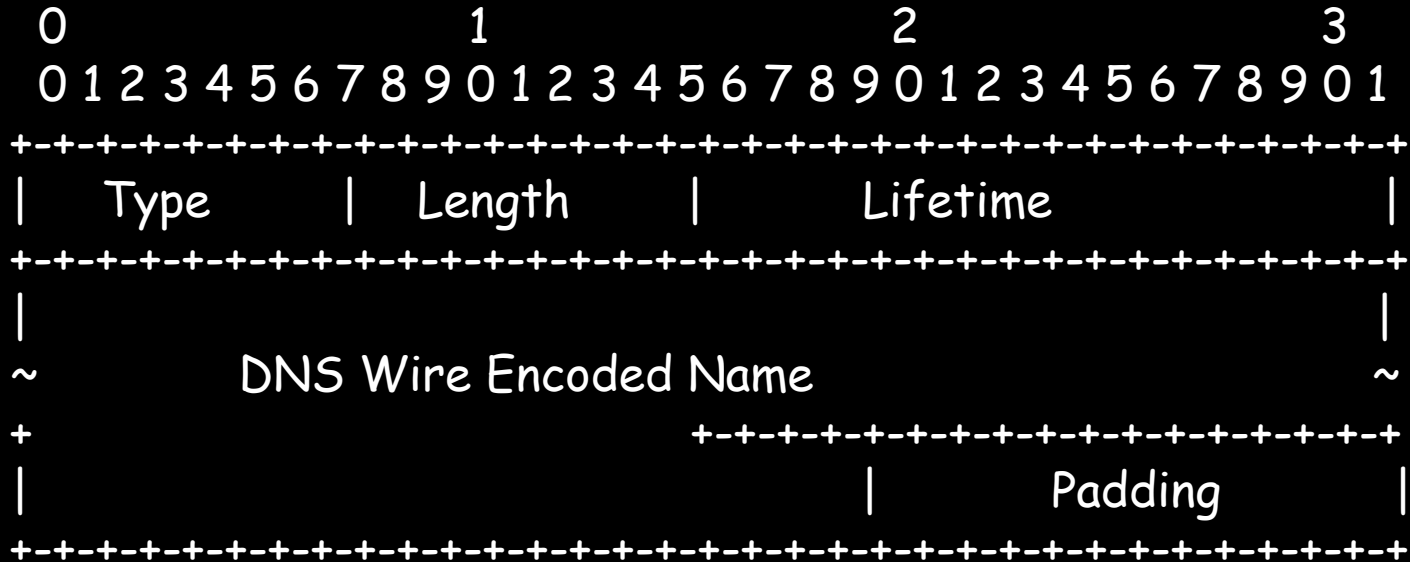 0 1 2 3
0 1 2 3 4 5 6 7 8 9 0 1 2 3 4 5 6 7 8 9 0 1 2 3 4 5 6 7 8 9 0 1
+-+-+-+-+-+-+-+-+-+-+-+-+-+-+-+-+-+-+-+-+-+-+-+-+-+-+-+-+-+-+-+-+
| Type | Length | Lifetime |
+-+-+-+-+-+-+-+-+-+-+-+-+-+-+-+-+-+-+-+-+-+-+-+-+-+-+-+-+-+-+-+-+
| |
~ DNS Wire Encoded Name ~
+ +-+-+-+-+-+-+-+-+-+-+-+-+-+-+-+-+
| | Padding |
+-+-+-+-+-+-+-+-+-+-+-+-+-+-+-+-+-+-+-+-+-+-+-+-+-+-+-+-+-+-+-+-+